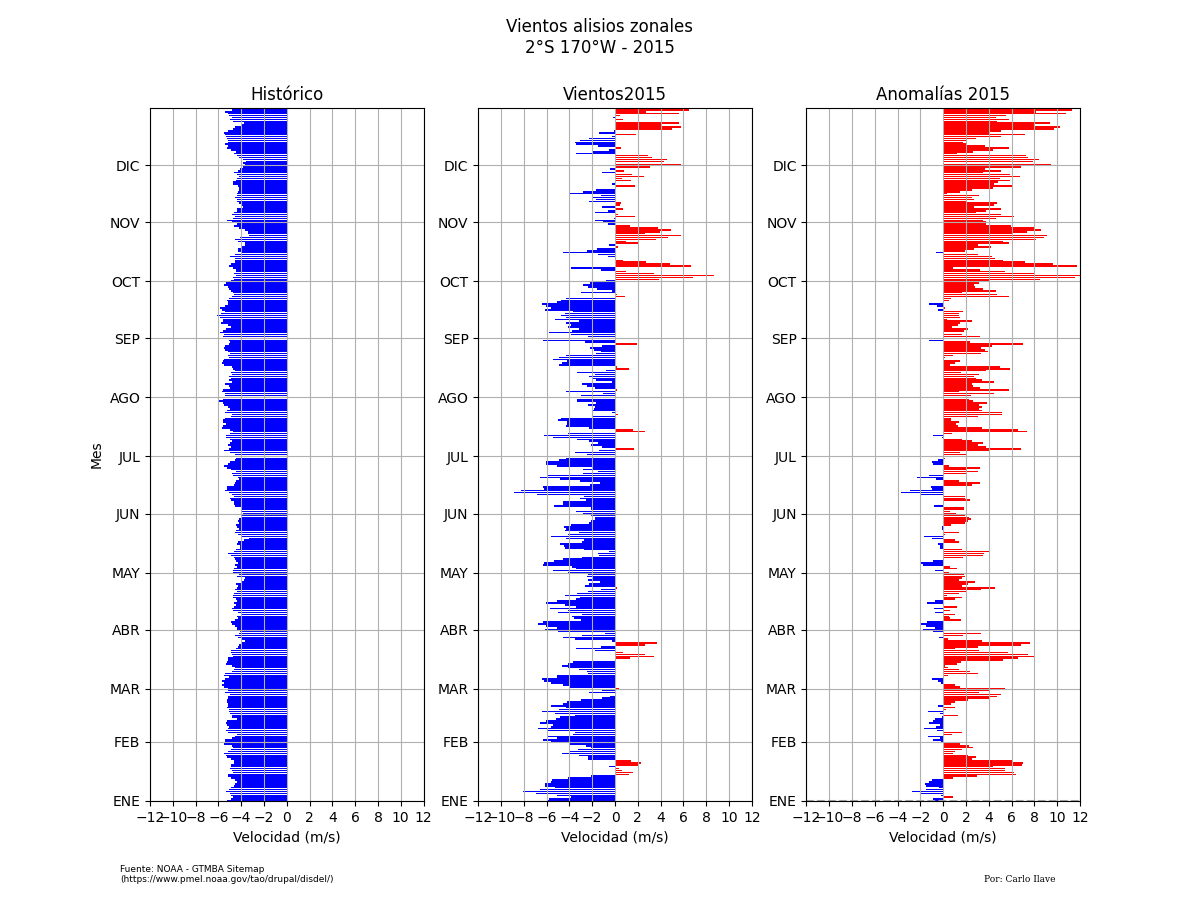 Vientos alisios zonales
2°S 170°W - 2015
Histórico
Vientos2015
Anomalías 2015
Mes
DIC
NOV
OCT
SEP
AGO
JUL
JUN
MAY
ABR
MAR
FEB
ENE
−12 −10 −8 −6 −4 −2 0 2 4 6 8 10 12
Velocidad (m/s)
DIC
NOV
OCT
SEP
AGO
JUL
JUN
MAY
ABR
MAR
FEB
ENE
−12 −10 −8 −6 −4 −2 0 2 4 6 8 10 12
Velocidad (m/s)
DIC
NOV
OCT
SEP
AGO
JUL
JUN
MAY
ABR
MAR
FEB
ENE
−12 −10 −8 −6 −4 −2 0 2 4 6 8 10 12
Velocidad (m/s)
Fuente: NOAA - GTMBA Sitemap
(https://www.pmel.noaa.gov/tao/drupal/disdel/)
Por: Carlo Ilave